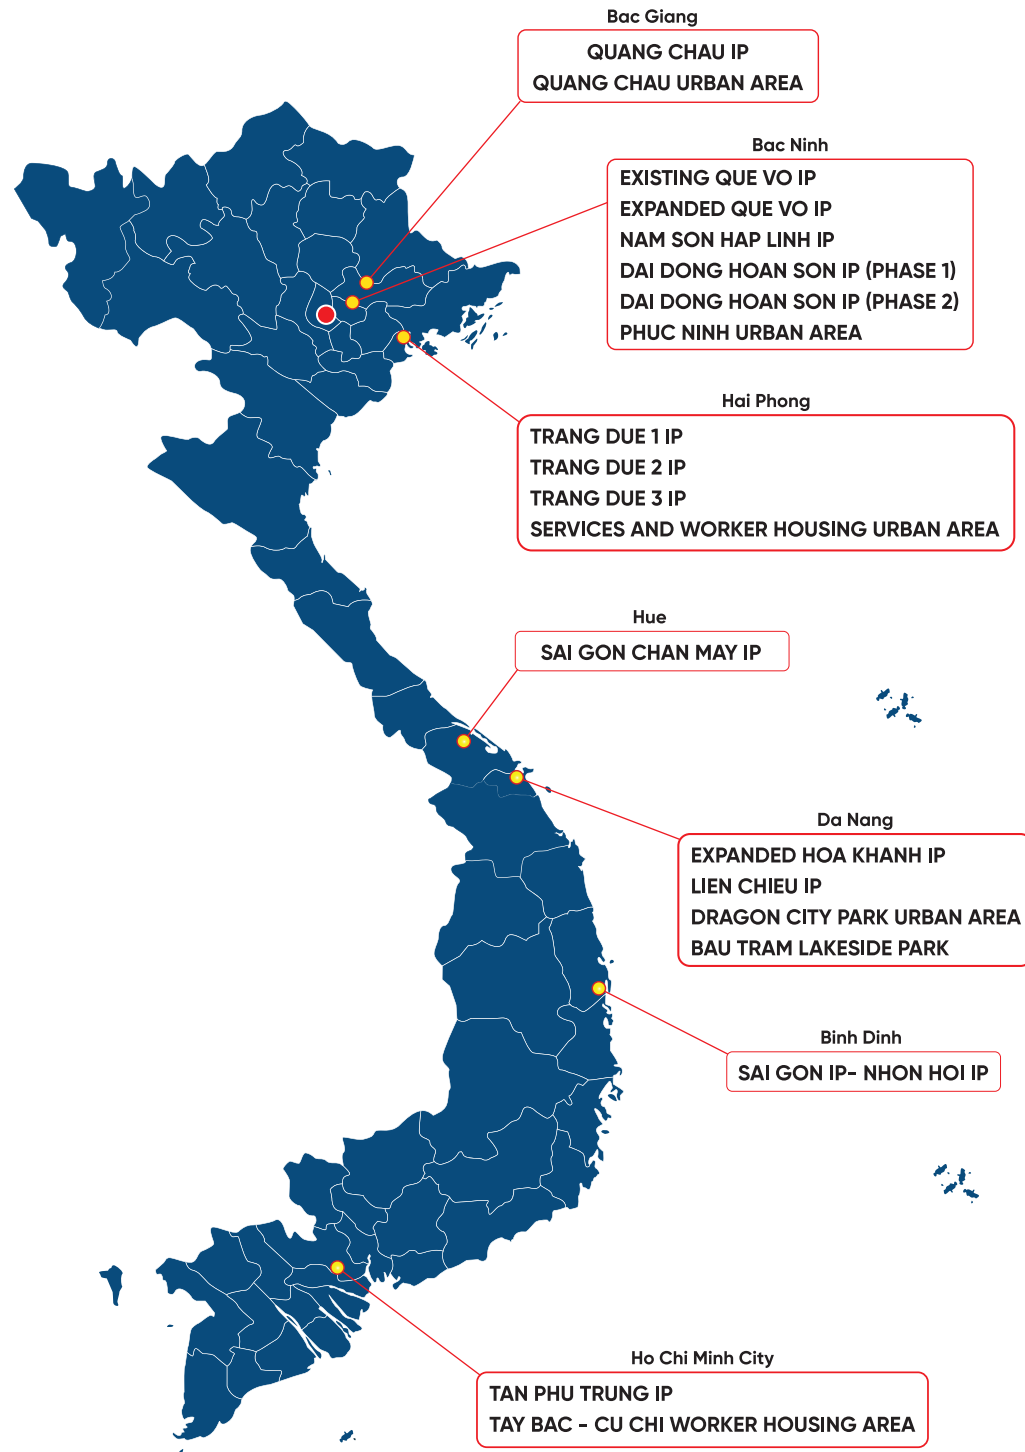 Bac Giang
QUANG CHAU IP
QUANG CHAU URBAN AREA
Bac Ninh
EXISTING QUE VO IP
EXPANDED QUE VO IP
NAM SON HAP LINH IP
DAI DONG HOAN SON IP (PHASE 1)
DAI DONG HOAN SON IP (PHASE 2)
PHUC NINH URBAN AREA
Hai Phong
TRANG DUE 1 IP
TRANG DUE 2 IP
TRANG DUE 3 IP
SERVICES AND WORKER HOUSING URBAN AREA
Hue
SAI GON CHAN MAY IP
Da Nang
EXPANDED HOA KHANH IP
LIEN CHIEU IP
DRAGON CITY PARK URBAN AREA
BAU TRAM LAKESIDE PARK
Binh Dinh
SAI GON IP- NHON HOI IP
Ho Chi Minh City
TAN PHU TRUNG IP
TAY BAC - CU CHI WORKER HOUSING AREA